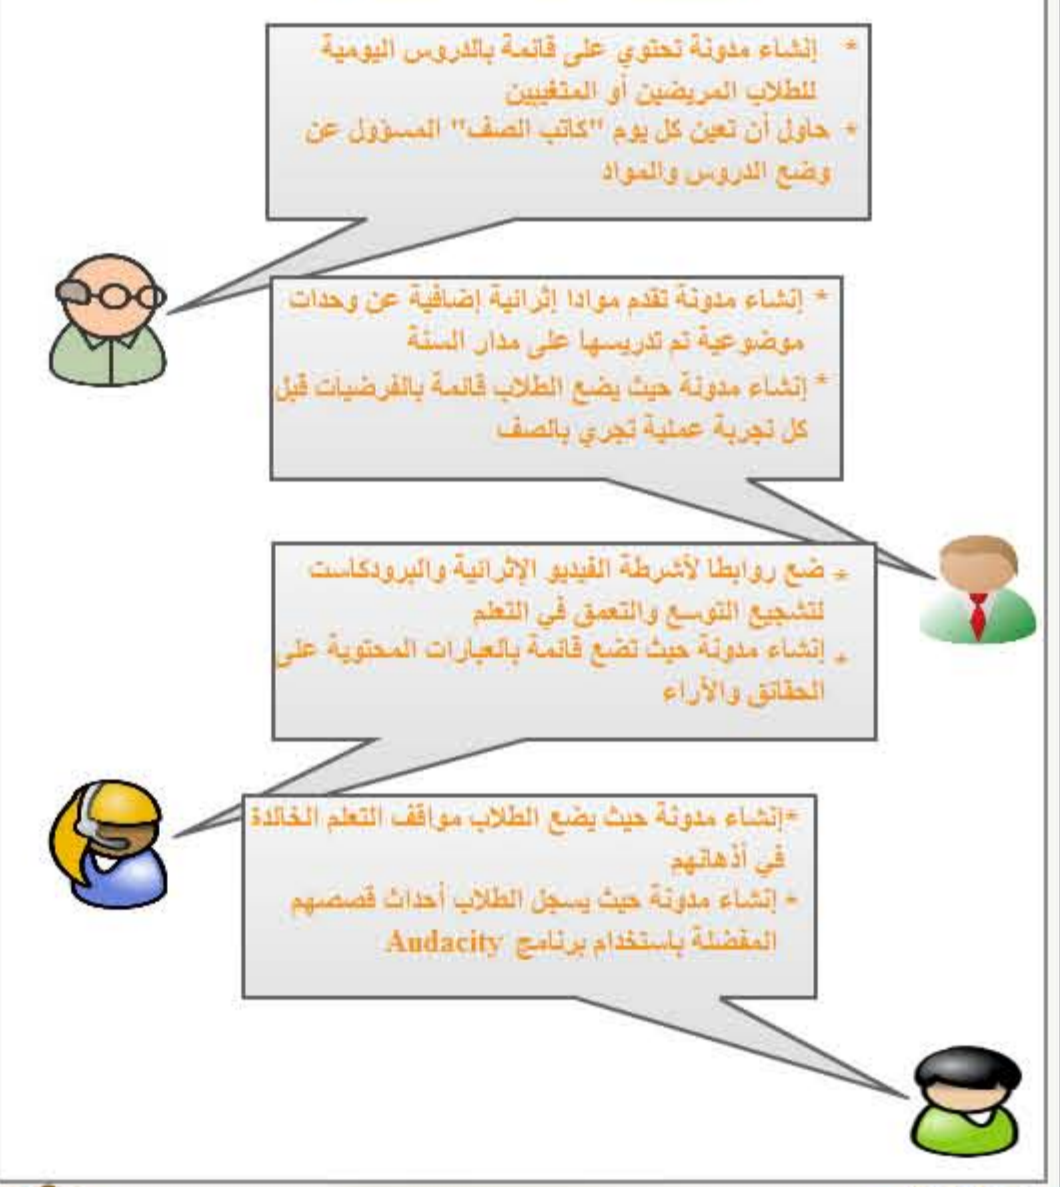 * إنشاء مدونة تحتوي على قائمة بالدروس اليومية
للطلاب المريضين أو المتغيبين
* حاول أن تعين كل يوم "كاتب الصف" المسؤول عن
وضع الدروس والمواد
* إنشاء مدونة تقدم موادا إثرائية إضافية عن وحدات
موضوعية تم تدريسها على مدار السنة
* إنشاء مدونة حيث يضع الطلاب قائمة بالفرضيات قبل
كل تجربة عملية تجري بالصف
* ضع روابطا لأشرطة الفيديو الإثرائية والبرودكاست
لتشجيع التوسع والتعمق في التعلم
* إنشاء مدونة حيث تضع قائمة بالعبارات المحتوية على
الحقائق والآراء
*إنشاء مدونة حيث يضع الطلاب مواقف التعلم الخالدة
في أذهانهم
* إنشاء مدونة حيث يسجل الطلاب أحداث قصصهم
المفضلة باستخدام برنامج Audacity